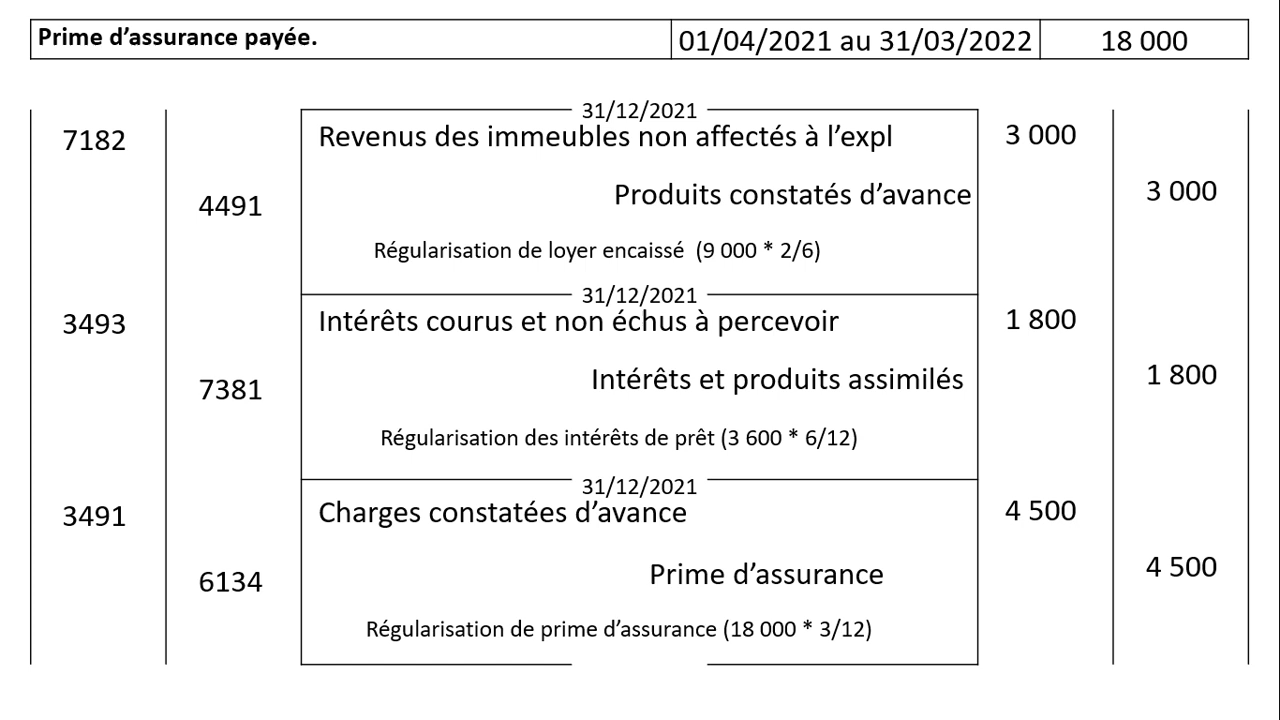 Prime d’assurance payée. 01/04/2021 au 31/03/2022 18 000
31/12/2021
7182 Revenus des immeubles non affectés à l’expl 3 000
4491 Produits constatés d’avance 3 000
Régularisation de loyer encaissé (9 000 * 2/6)
31/12/2021
3493 Intérêts courus et non échus à percevoir 1 800
7381 Intérêts et produits assimilés 1 800
Régularisation des intérêts de prêt (3 600 * 6/12)
31/12/2021
3491 Charges constatées d’avance 4 500
6134 Prime d’assurance 4 500
Régularisation de prime d’assurance (18 000 * 3/12)